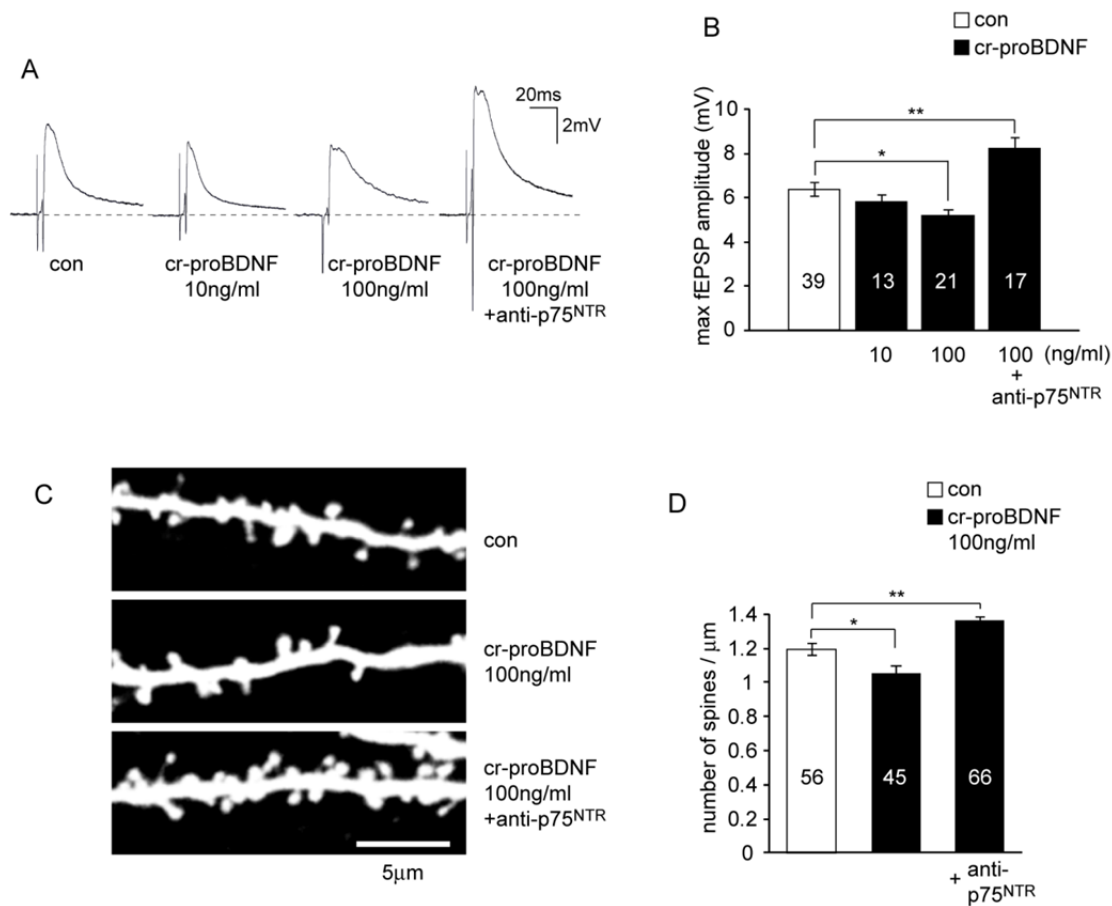 A
20ms
2mV
con
cr-proBDNF
10ng/ml
cr-proBDNF
100ng/ml
cr-proBDNF
100ng/ml
+anti-p75NTR
B
con
cr-proBDNF
max fEPSP amplitude (mV)
10
8
6
4
2
0
**
*
39
13
21
17
10
100
100 (ng/ml)
+
anti-p75NTR
C
con
cr-proBDNF
100ng/ml
cr-proBDNF
100ng/ml
+anti-p75NTR
5μm
D
con
cr-proBDNF
100ng/ml
number of spines / μm
1.4
1.2
1
0.8
0.6
0.4
0.2
0
**
*
56
45
66
+ anti-
p75NTR